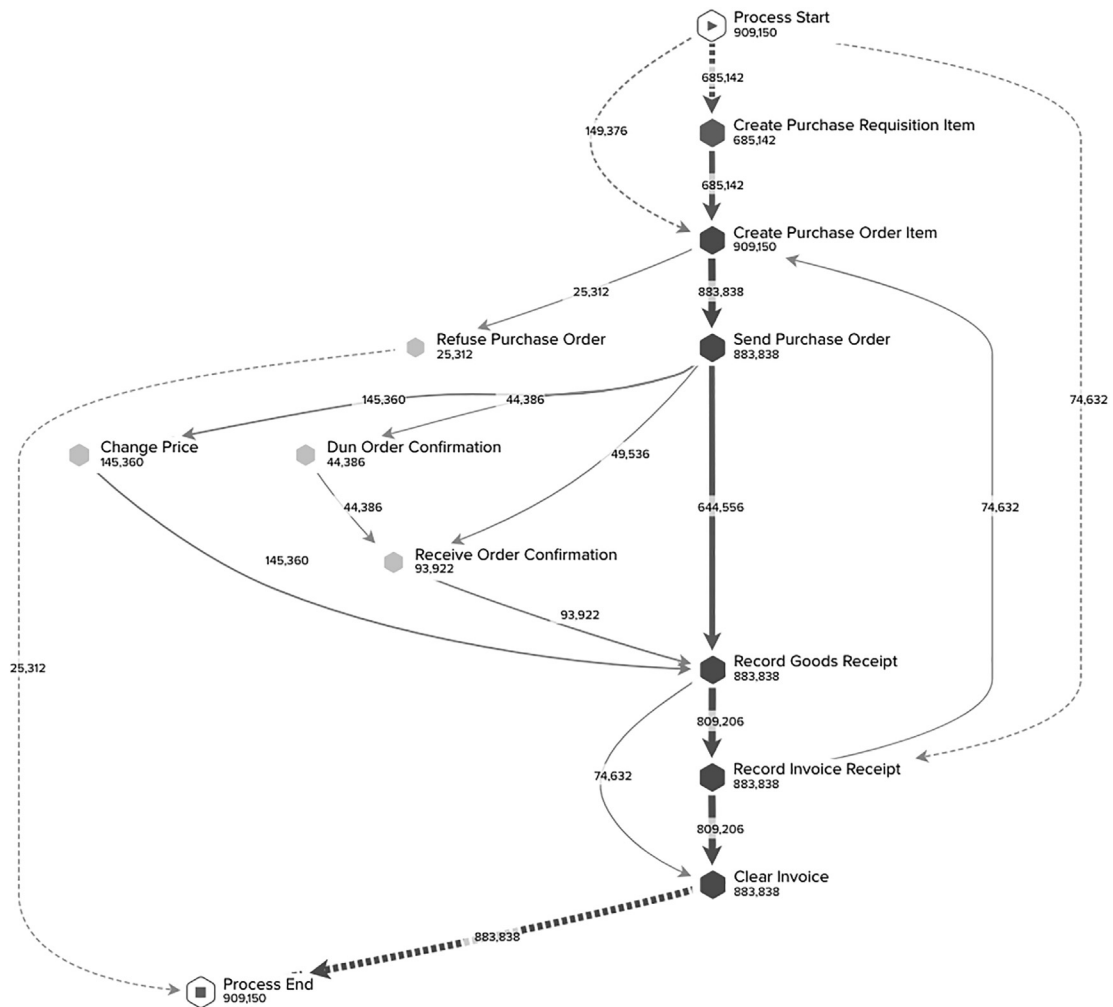 Process Start
909,150
685,142
149,376
Create Purchase Requisition Item
685,142
685,142
Create Purchase Order Item
909,150
25,312
883,838
Refuse Purchase Order
25,312
Send Purchase Order
883,838
145,360
44,386
74,632
Change Price
145,360
Dun Order Confirmation
44,386
49,536
44,386
644,556
74,632
145,360
Receive Order Confirmation
93,922
93,922
25,312
Record Goods Receipt
883,838
809,206
74,632
Record Invoice Receipt
883,838
809,206
Clear Invoice
883,838
883,838
Process End
909,150